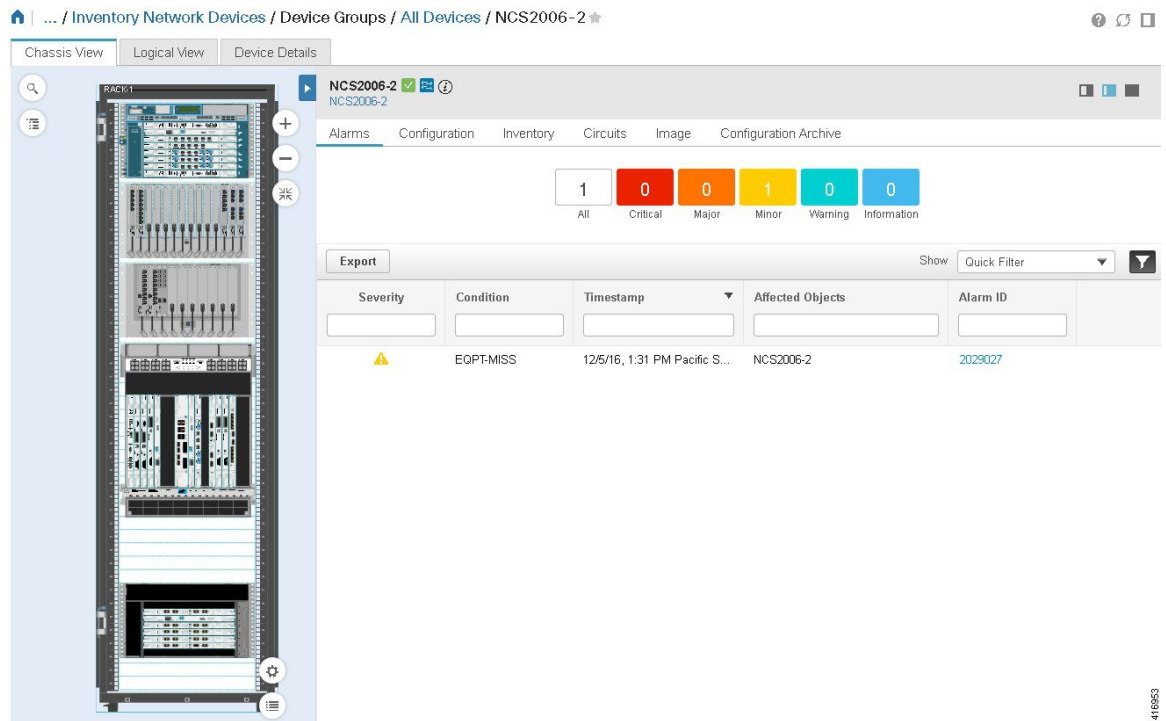 ... / Inventory Network Devices / Device Groups / All Devices / NCS2006-2
Chassis View Logical View Device Details
RACK-1
NCS2006-2
NCS2006-2
Alarms Configuration Inventory Circuits Image Configuration Archive
1 0 0 1 0 0
All Critical Major Minor Warning Information
Export Show Quick Filter
Severity Condition Timestamp Affected Objects Alarm ID
EQPT-MISS 12/5/16, 1:31 PM Pacific S... NCS2006-2 2029027
416953